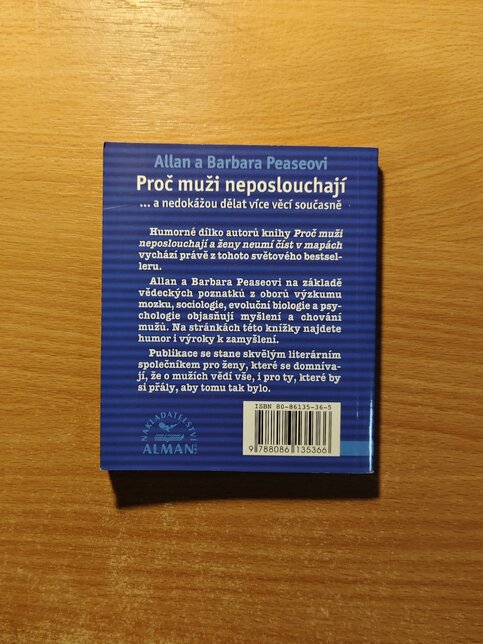 Allan a Barbara Peaseovi
Proč muži neposlouchají
... a nedokážou dělat více věcí současně
Humorné dílko autorů knihy Proč muži
neposlouchají a ženy neumí číst v mapách
vychází právě z tohoto světového bestsel-
leru.
Allan a Barbara Peaseovi na základě
vědeckých poznatků z oborů výzkumu
mozku, sociologie, evoluční biologie a psy-
chologie objasňují myšlení a chování
mužů. Na stránkách této knížky najdete
humor i výroky k zamyšlení.
Publikace se stane skvělým literárním
společníkem pro ženy, které se domníva-
jí, že o mužích vědí vše, i pro ty, které by
si přály, aby tomu tak bylo.
ISBN 80-86135-36-5
9 788086 135366
NAKLADATELSTVÍ
ALMAN